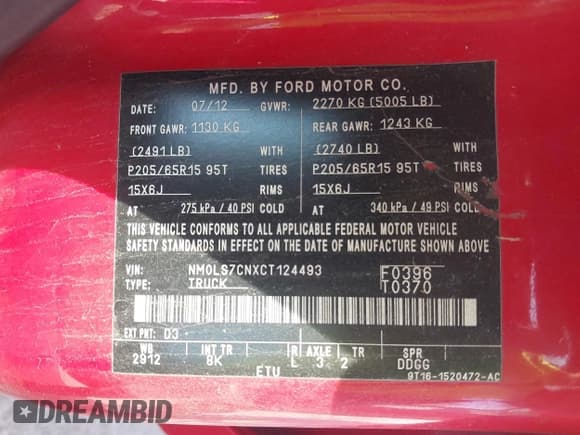 MFD. BY FORD MOTOR CO.
DATE: 07/12 GVWR: 2270 KG (5005 LB)
FRONT GAWR: 1130 KG REAR GAWR: 1243 KG
(2491 LB) WITH (2740 LB) WITH
P205/65R15 95T TIRES P205/65R15 95T TIRES
15X6J RIMS 15X6J RIMS
AT 275 kPa / 40 PSI COLD AT 340 kPa / 49 PSI COLD
THIS VEHICLE CONFORMS TO ALL APPLICABLE FEDERAL MOTOR VEHICLE
SAFETY STANDARDS IN EFFECT ON THE DATE OF MANUFACTURE SHOWN ABOVE.
VIN: NM0LS7CNXCT124493 F0396
TYPE: TRUCK T0370
EXT PNT: D3
WB INT TR R AXLE TR SPR
2912 8K L 3 2 DDGG
ETU 9T16-1520472-AC
DREAMBID